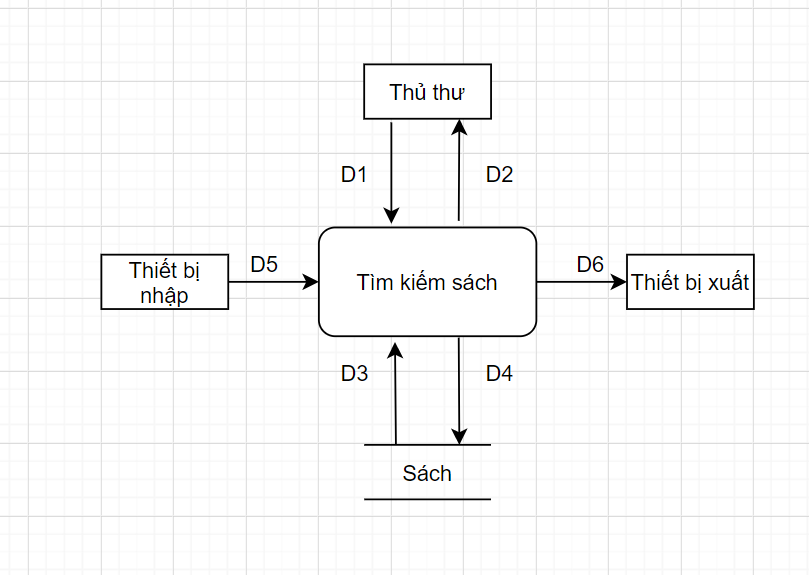 Thủ thư
D1
D2
D5
D6
Thiết bị
nhập
Tìm kiếm sách
Thiết bị xuất
D3
D4
Sách